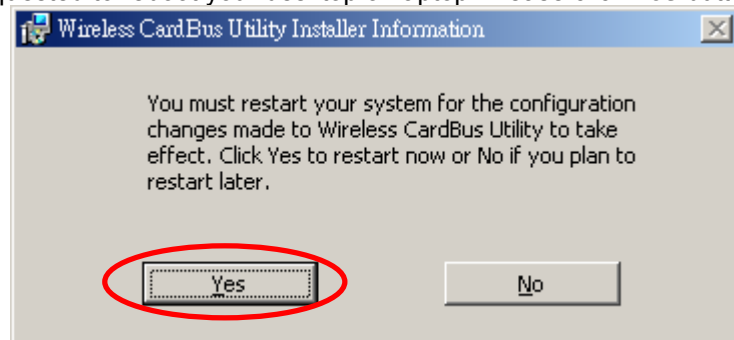 Wireless CardBus Utility Installer Information
You must restart your system for the configuration
changes made to Wireless CardBus Utility to take
effect. Click Yes to restart now or No if you plan to
restart later.
Yes
No